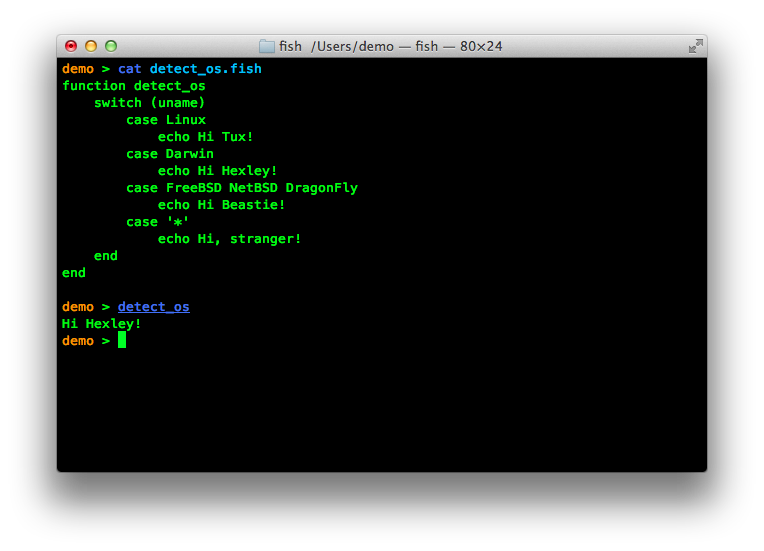 fish  /Users/demo — fish — 80×24
demo > cat detect_os.fish
function detect_os
    switch (uname)
        case Linux
            echo Hi Tux!
        case Darwin
            echo Hi Hexley!
        case FreeBSD NetBSD DragonFly
            echo Hi Beastie!
        case '*'
            echo Hi, stranger!
    end
end
demo > detect_os
Hi Hexley!
demo >